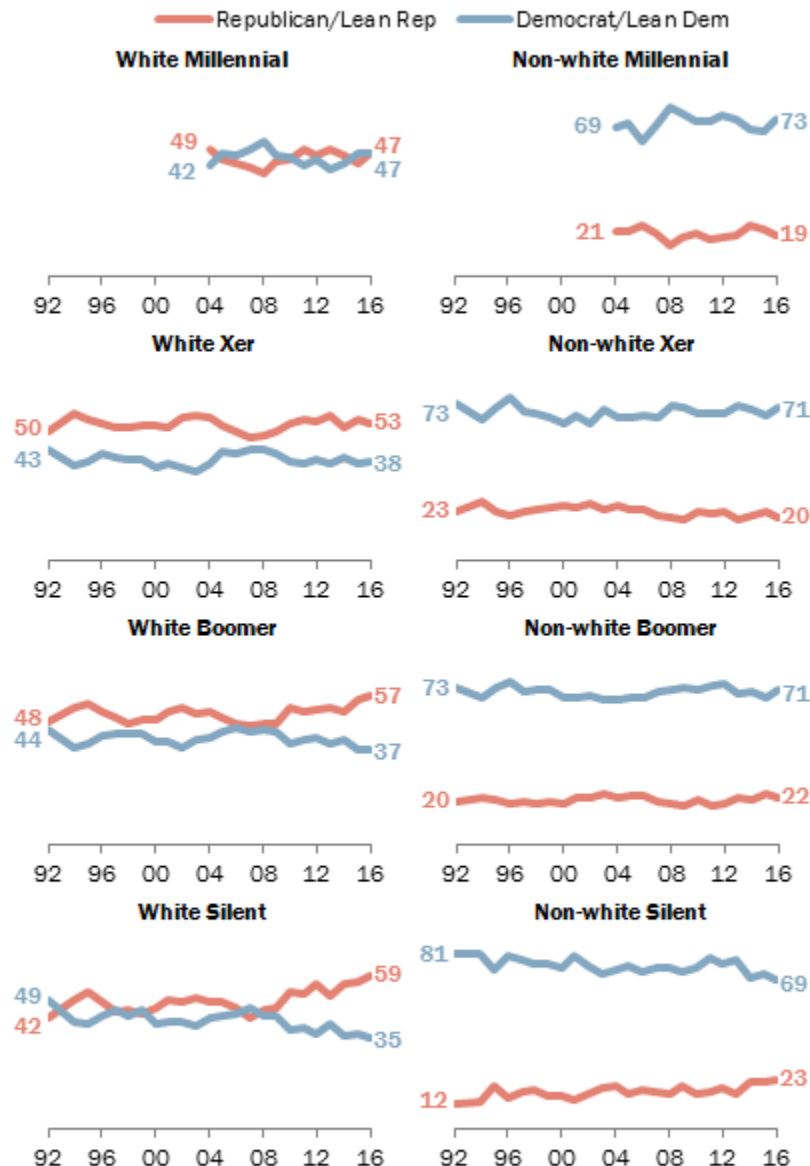 Republican/Lean Rep Democrat/Lean Dem
White Millennial Non-white Millennial
49 47
42 47
69 73
21 19
92 96 00 04 08 12 16 92 96 00 04 08 12 16
White Xer Non-white Xer
50 53
43 38
73 71
23 20
92 96 00 04 08 12 16 92 96 00 04 08 12 16
White Boomer Non-white Boomer
48 57
44 37
73 71
20 22
92 96 00 04 08 12 16 92 96 00 04 08 12 16
White Silent Non-white Silent
49 59
42 35
81 69
12 23
92 96 00 04 08 12 16 92 96 00 04 08 12 16